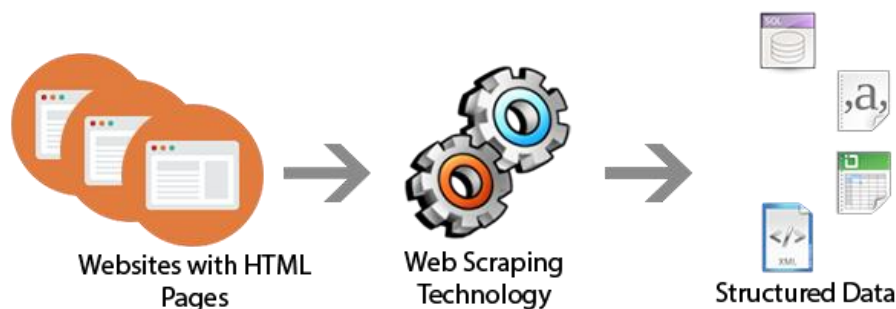 SQL
,a,
</>
XML
Websites with HTML
Pages
Web Scraping
Technology
Structured Data